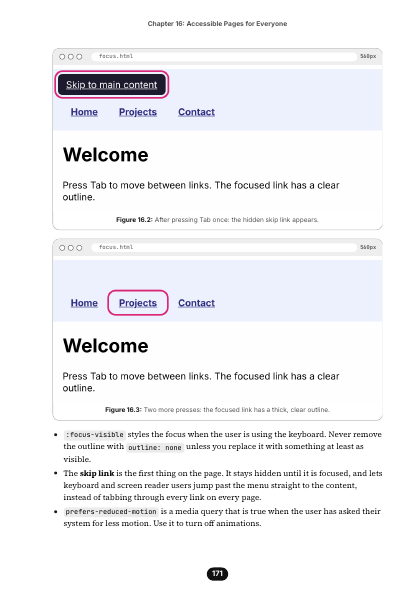 Chapter 16: Accessible Pages for Everyone
focus.html
560px
Skip to main content
Home Projects Contact
Welcome
Press Tab to move between links. The focused link has a clear
outline.
Figure 16.2: After pressing Tab once: the hidden skip link appears.
focus.html
560px
Home Projects Contact
Welcome
Press Tab to move between links. The focused link has a clear
outline.
Figure 16.3: Two more presses: the focused link has a thick, clear outline.
• :focus-visible styles the focus when the user is using the keyboard. Never remove
the outline with outline: none unless you replace it with something at least as
visible.
• The skip link is the first thing on the page. It stays hidden until it is focused, and lets
keyboard and screen reader users jump past the menu straight to the content,
instead of tabbing through every link on every page.
• prefers-reduced-motion is a media query that is true when the user has asked their
system for less motion. Use it to turn off animations.
171